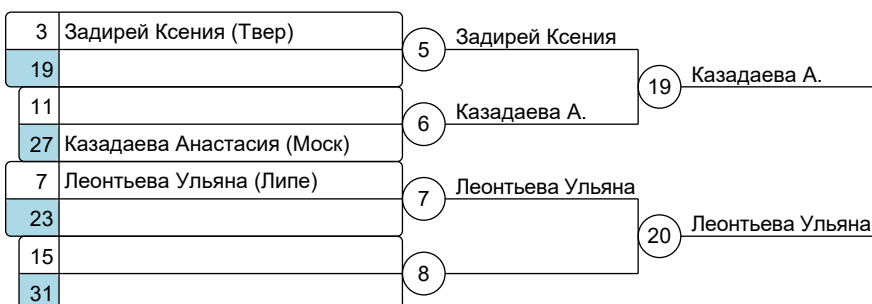 3 Задирей Ксения (Твер)
19
5 Задирей Ксения
11
27 Казадаева Анастасия (Моск)
6 Казадаева А.
19 Казадаева А.
7 Леонтьева Ульяна (Липе)
23
7 Леонтьева Ульяна
15
31
8
20 Леонтьева Ульяна